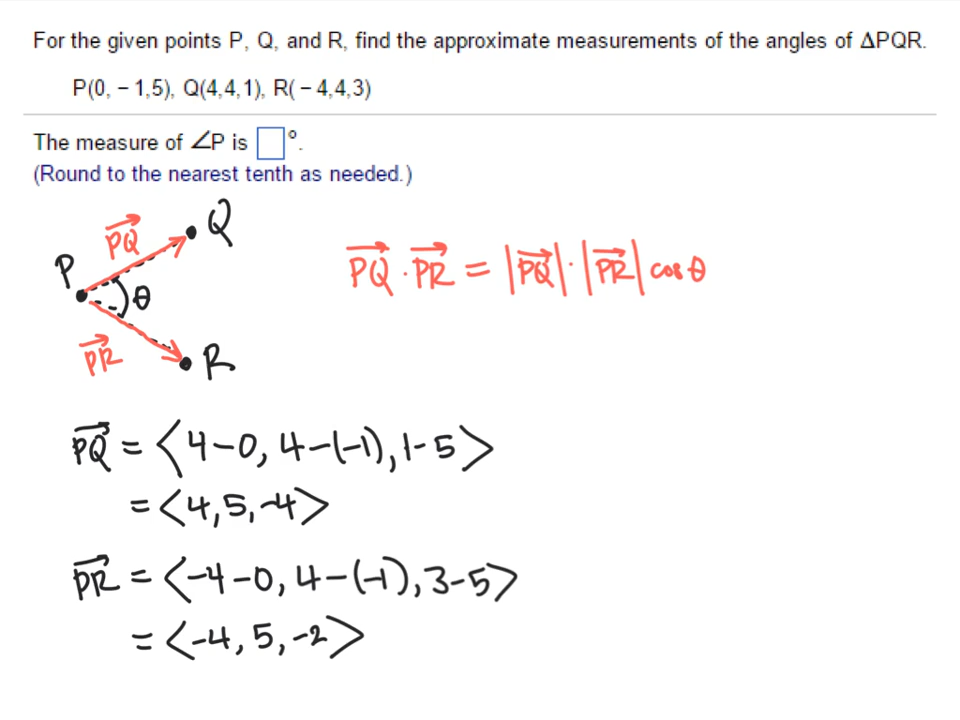 For the given points P, Q, and R, find the approximate measurements of the angles of ΔPQR.
P(0, − 1,5), Q(4,4,1), R( − 4,4,3)
The measure of ∠P is °.
(Round to the nearest tenth as needed.)
Q
PQ→
P
θ
PR→
R
PQ→ · PR→ = |PQ→| · |PR→| cos θ
PQ→ = ⟨4−0, 4−(−1), 1−5⟩
= ⟨4, 5, −4⟩
PR→ = ⟨−4−0, 4−(−1), 3−5⟩
= ⟨−4, 5, −2⟩